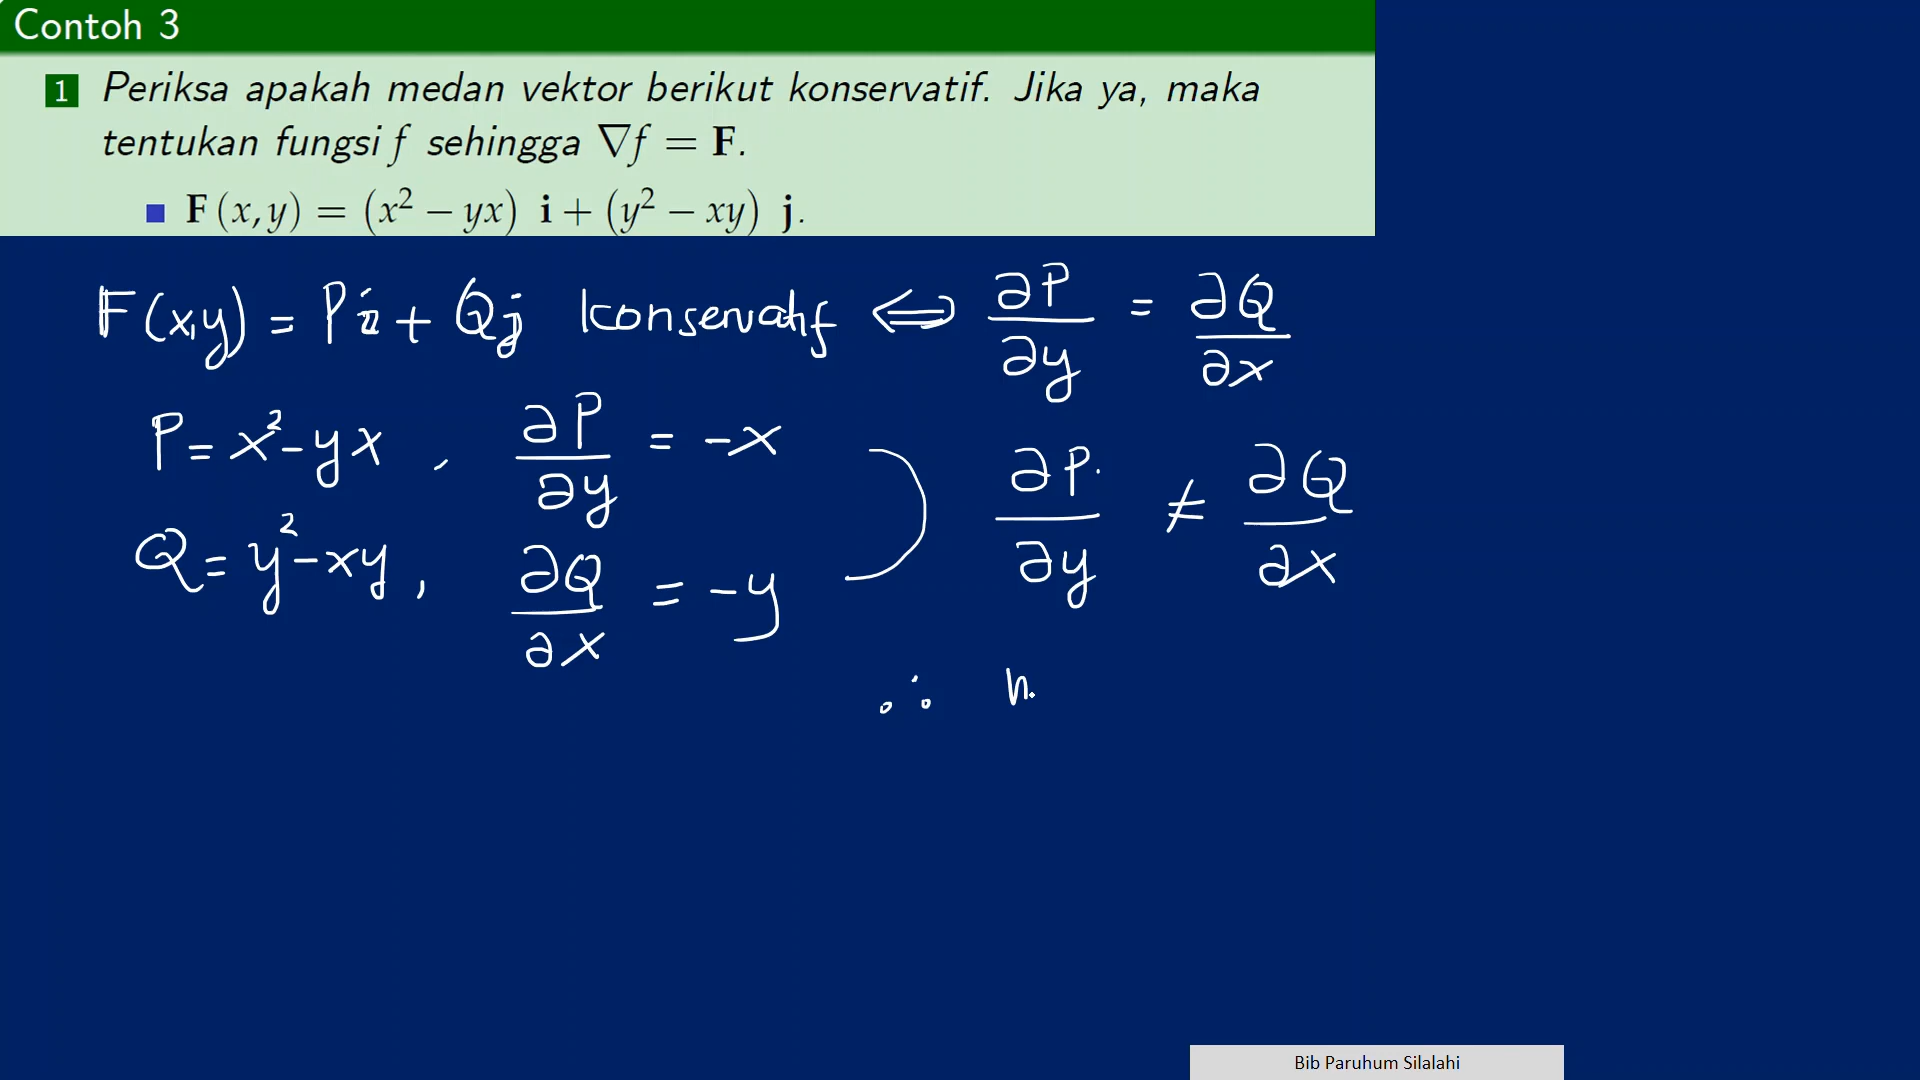 Contoh 3
1 Periksa apakah medan vektor berikut konservatif. Jika ya, maka
tentukan fungsi f sehingga ∇f = F.
F (x, y) = (x² − yx) i + (y² − xy) j.
F(x,y) = Pi + Qj konservatif ⟺ ∂P/∂y = ∂Q/∂x
P = x² - yx , ∂P/∂y = -x
Q = y² - xy , ∂Q/∂x = -y
∂P/∂y ≠ ∂Q/∂x
∴
Bib Paruhum Silalahi